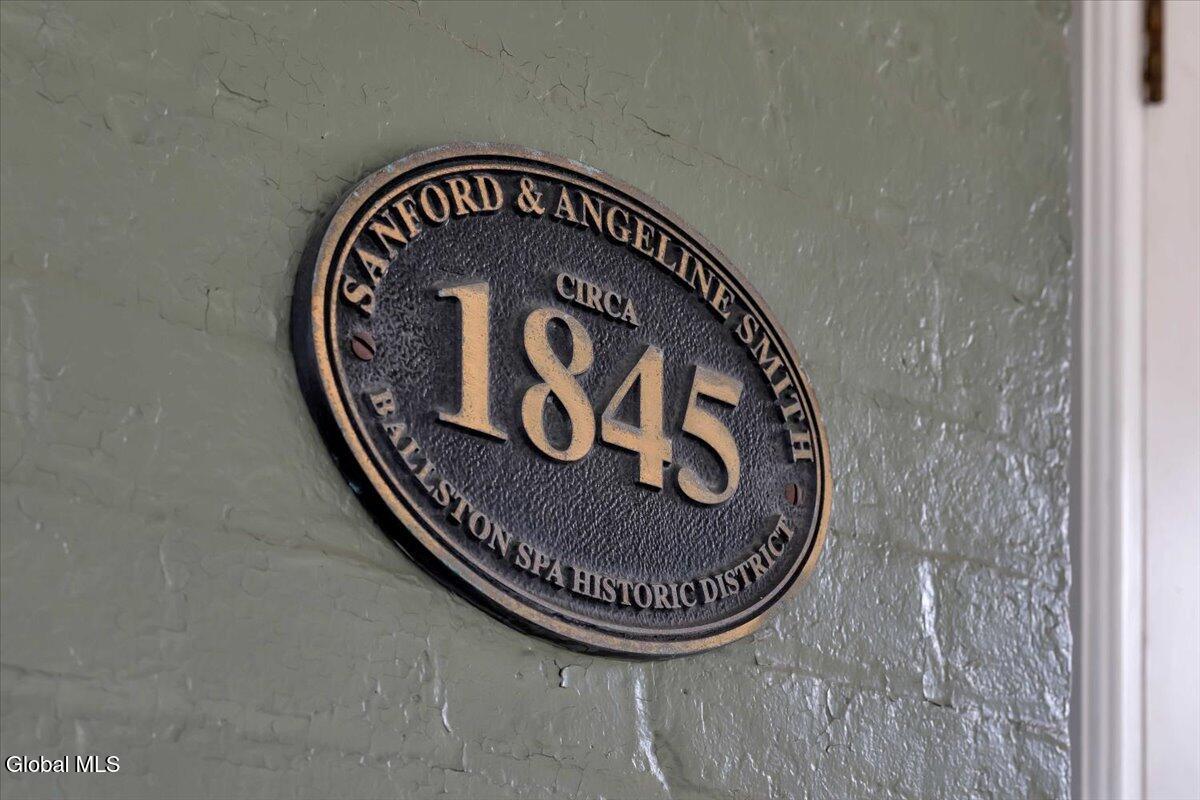 SANFORD & ANGELINE SMITH
CIRCA
1845
BALLSTON SPA HISTORIC DISTRICT
Global MLS